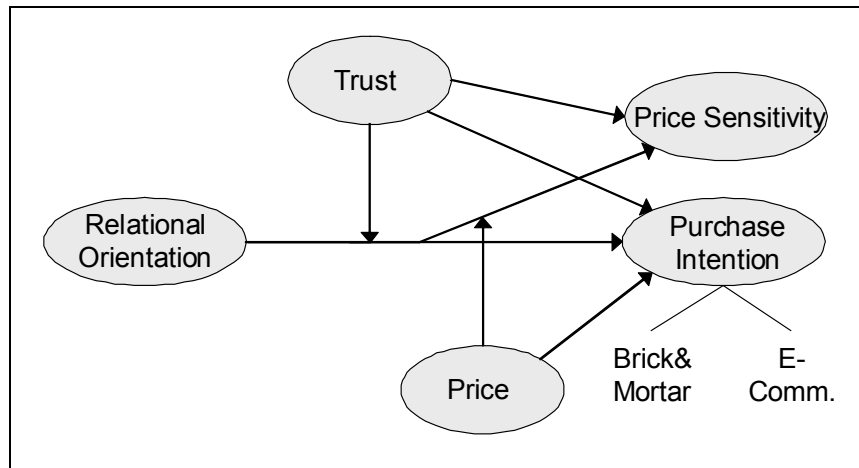 Trust
Price Sensitivity
Relational
Orientation
Purchase
Intention
Price
Brick&
Mortar
E-
Comm.